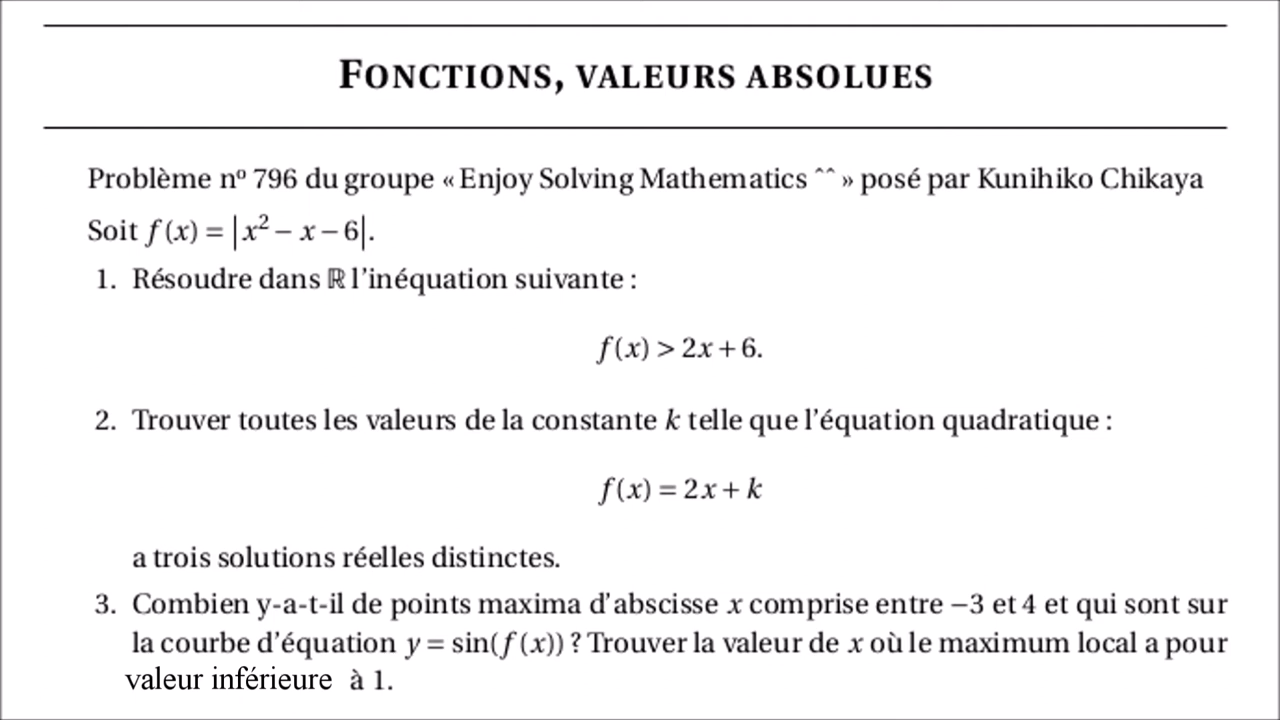 FONCTIONS, VALEURS ABSOLUES
Problème nº 796 du groupe « Enjoy Solving Mathematics ^^ » posé par Kunihiko Chikaya
Soit f(x) = |x² − x − 6|.
1. Résoudre dans ℝ l'inéquation suivante :
f(x) > 2x + 6.
2. Trouver toutes les valeurs de la constante k telle que l'équation quadratique :
f(x) = 2x + k
a trois solutions réelles distinctes.
3. Combien y-a-t-il de points maxima d'abscisse x comprise entre −3 et 4 et qui sont sur
la courbe d'équation y = sin(f(x)) ? Trouver la valeur de x où le maximum local a pour
valeur inférieure à 1.